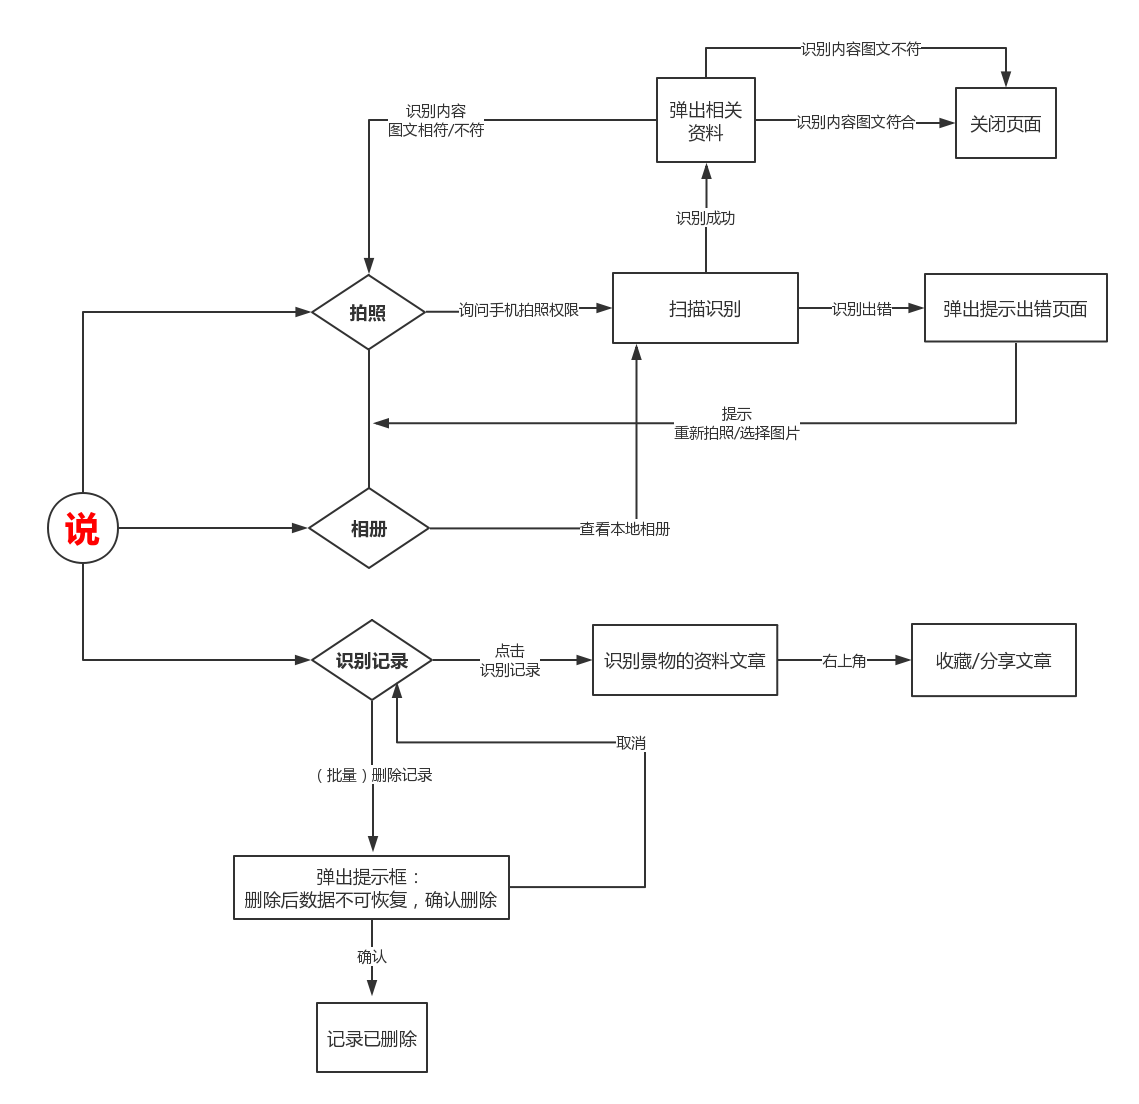 识别内容图文不符
弹出相关
资料
识别内容
图文相符/不符
识别内容图文符合
关闭页面
识别成功
拍照
询问手机拍照权限
扫描识别
识别出错
弹出提示出错页面
提示
重新拍照/选择图片
说
相册
查看本地相册
识别记录
点击
识别记录
识别景物的资料文章
右上角
收藏/分享文章
取消
（批量）删除记录
弹出提示框：
删除后数据不可恢复，确认删除
确认
记录已删除